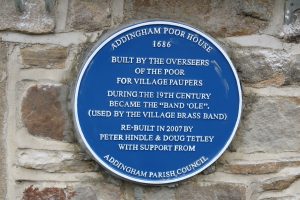 ADDINGHAM POOR HOUSE
1686
BUILT BY THE OVERSEERS
OF THE POOR
FOR VILLAGE PAUPERS
DURING THE 19TH CENTURY
BECAME THE "BAND 'OLE".
(USED BY THE VILLAGE BRASS BAND)
RE-BUILT IN 2007 BY
PETER HINDLE & DOUG TETLEY
WITH SUPPORT FROM
ADDINGHAM PARISH COUNCIL